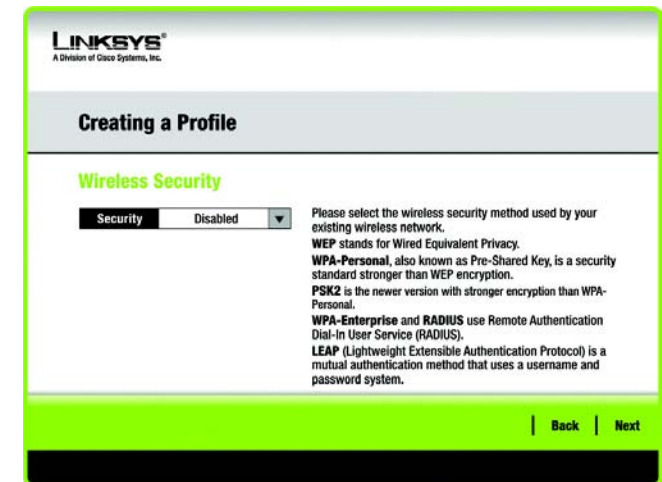 LINKSYS®
A Division of Cisco Systems, Inc.
Creating a Profile
Wireless Security
Security Disabled
Please select the wireless security method used by your
existing wireless network.
WEP stands for Wired Equivalent Privacy.
WPA-Personal, also known as Pre-Shared Key, is a security
standard stronger than WEP encryption.
PSK2 is the newer version with stronger encryption than WPA-
Personal.
WPA-Enterprise and RADIUS use Remote Authentication
Dial-In User Service (RADIUS).
LEAP (Lightweight Extensible Authentication Protocol) is a
mutual authentication method that uses a username and
password system.
Back Next